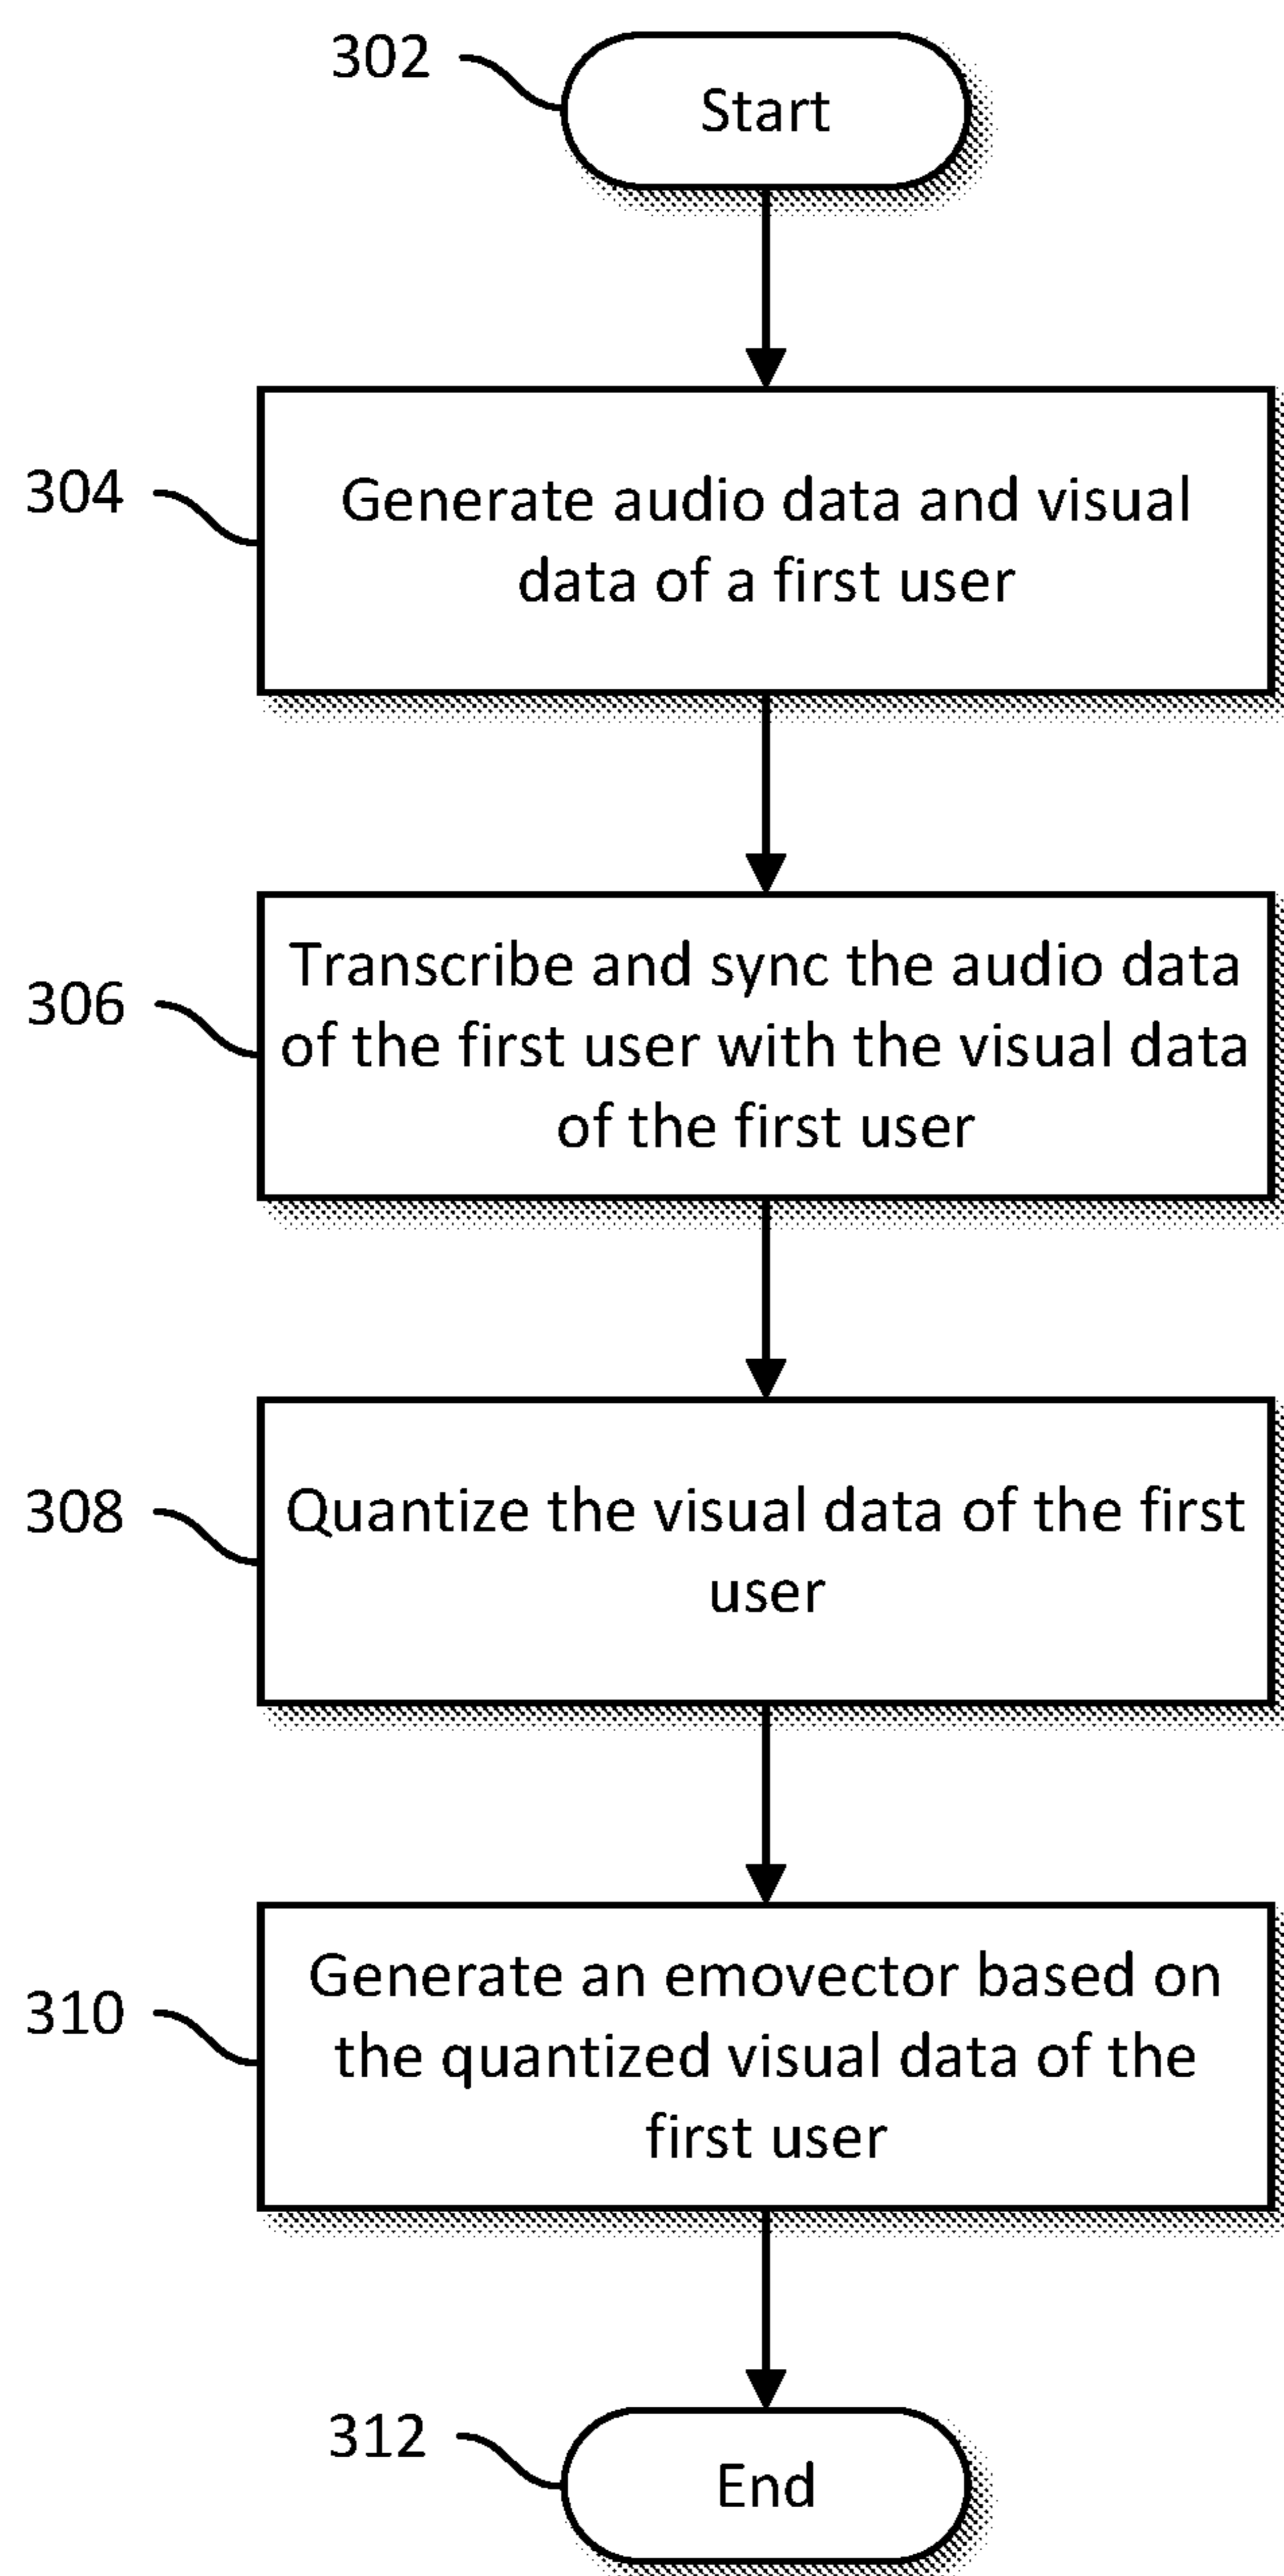 302
Start
304
Generate audio data and visual
data of a first user
306
Transcribe and sync the audio data
of the first user with the visual data
of the first user
308
Quantize the visual data of the first
user
310
Generate an emovector based on
the quantized visual data of the
first user
312
End